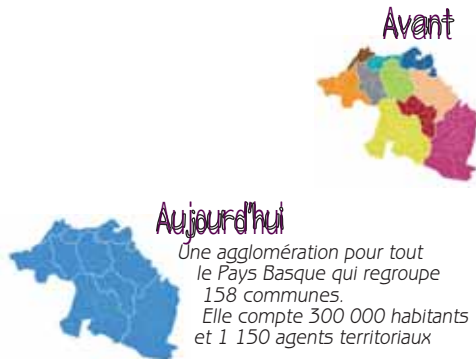 Avant
Aujourd'hui
Une agglomération pour tout
le Pays Basque qui regroupe
158 communes.
Elle compte 300 000 habitants
et 1 150 agents territoriaux